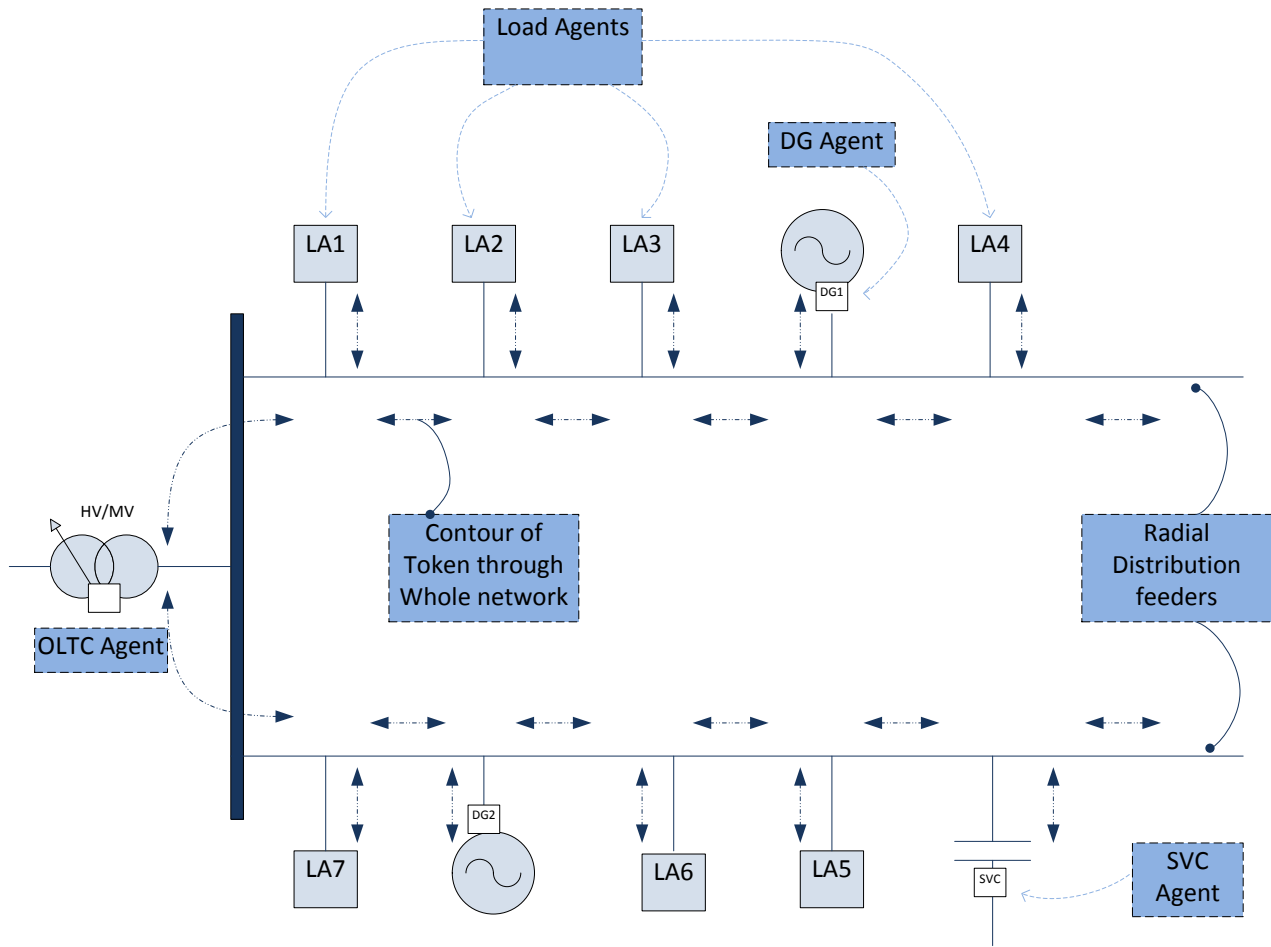 Load Agents
DG Agent
LA1
LA2
LA3
LA4
DG1
HV/MV
Contour of
Token through
Whole network
Radial
Distribution
feeders
OLTC Agent
DG2
LA7
LA6
LA5
SVC
SVC
Agent